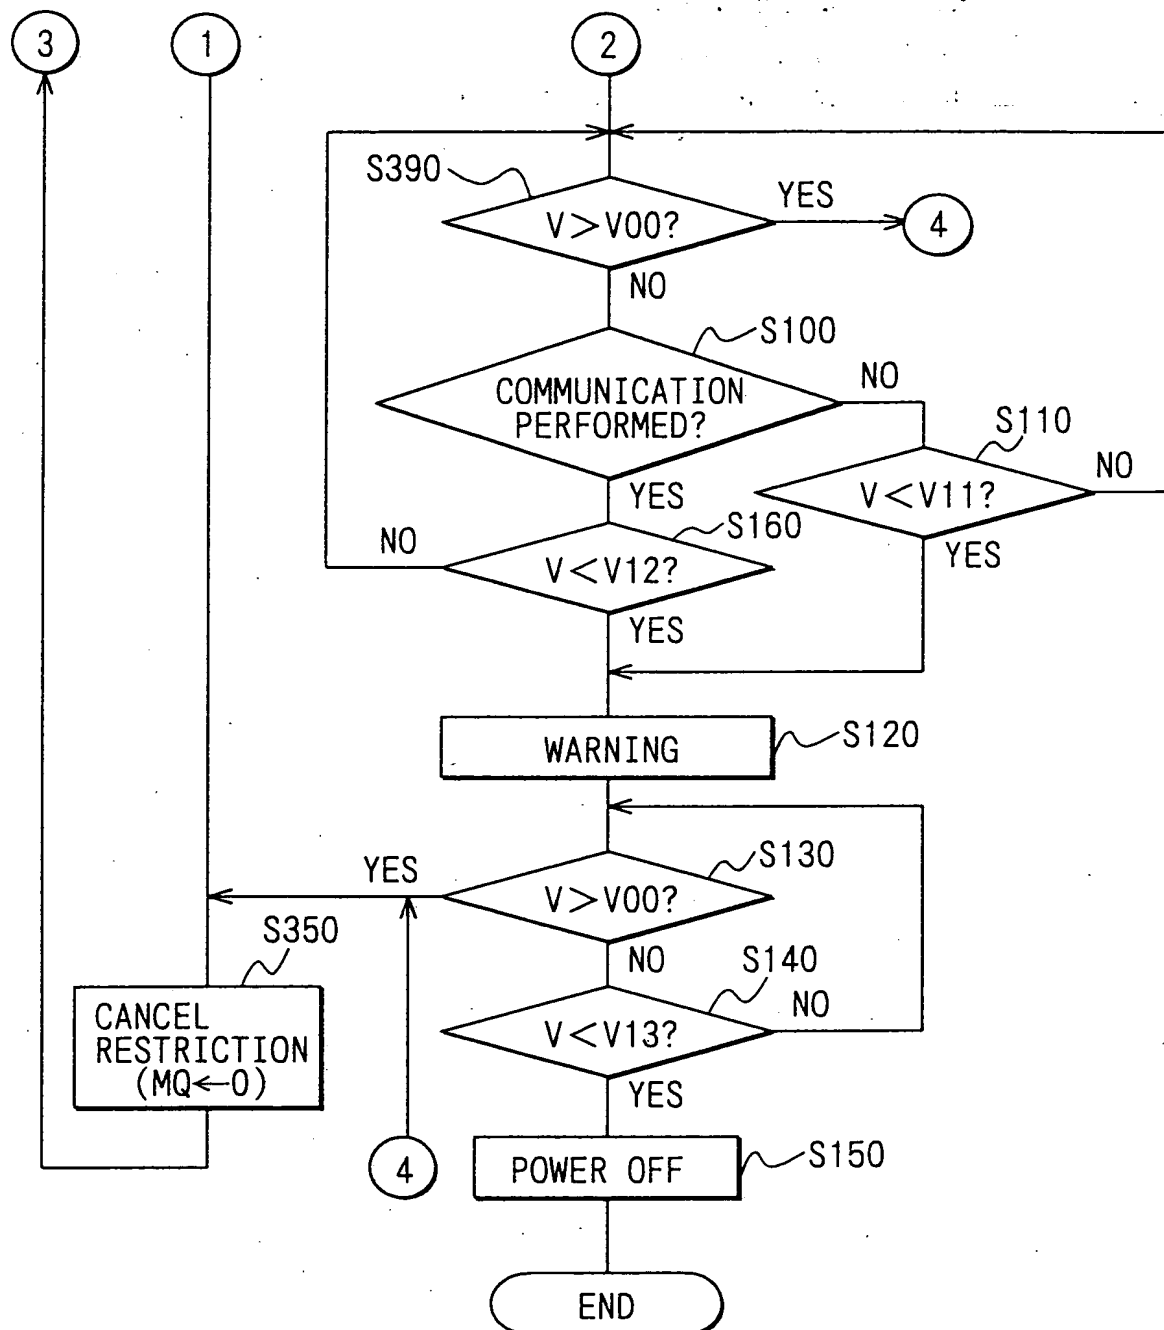 3
1
2
S390
V>V00?
YES
4
NO
S100
COMMUNICATION
PERFORMED?
NO
S110
V<V11?
NO
YES
YES
S160
NO
V<V12?
YES
WARNING
S120
S130
YES
V>V00?
S350
NO
S140
CANCEL
RESTRICTION
(MQ←0)
V<V13?
NO
YES
4
POWER OFF
S150
END